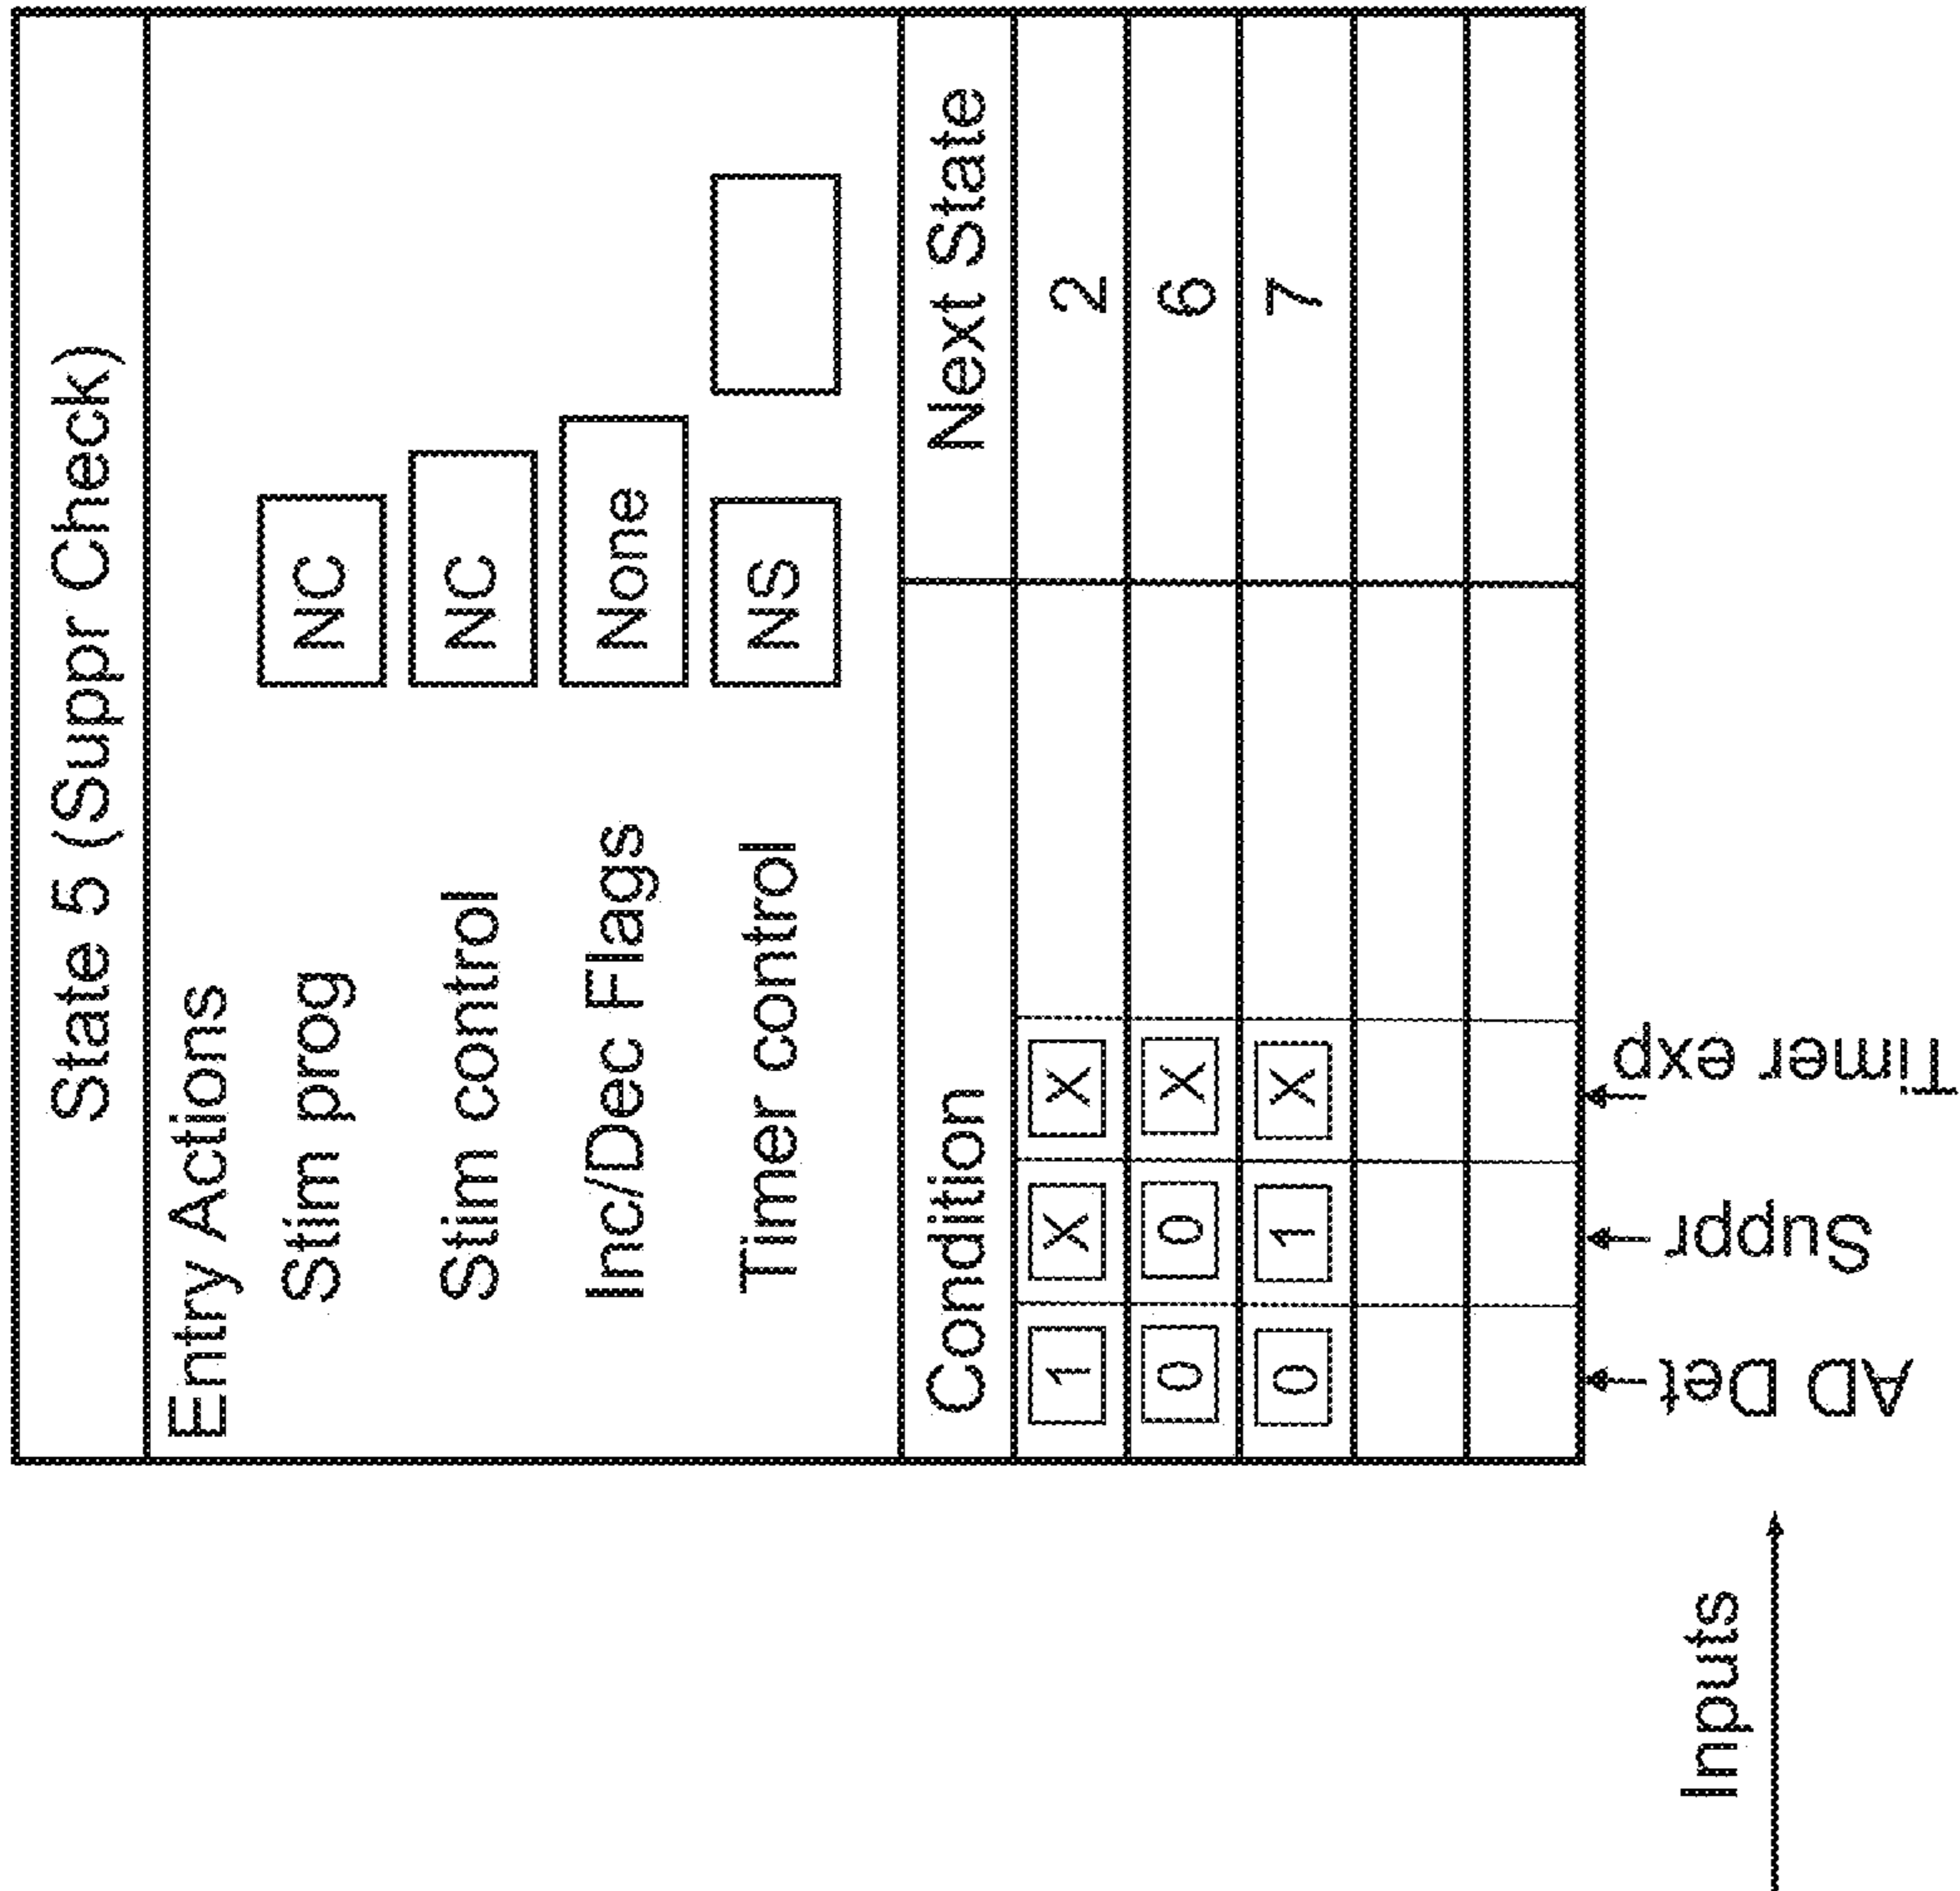 State 5 (Suppr Check)
Entry Actions
Stim prog NC
Stim control NC
Inc/Dec Flags None
Timer control NS
Condition Next State
1 X X 2
0 0 X 6
0 1 X 7
Inputs
AD Det Suppr Timer exp